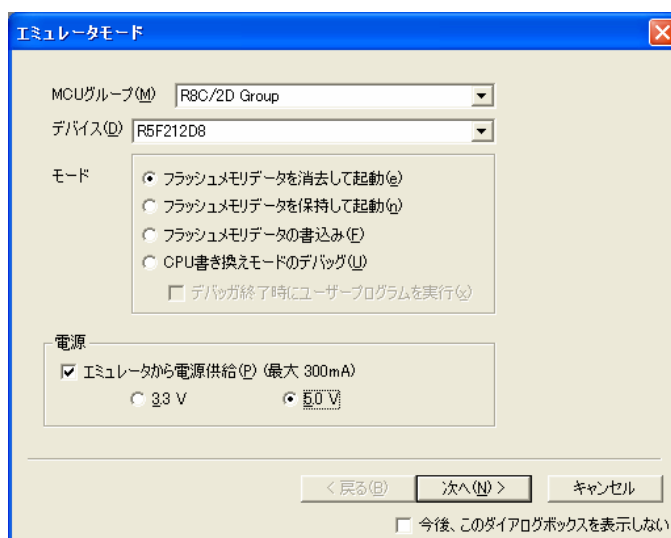 エミュレータモード
MCUグループ(M) R8C/2D Group
デバイス(D) R5F212D8
モード
フラッシュメモリデータを消去して起動(e)
フラッシュメモリデータを保持して起動(n)
フラッシュメモリデータの書込み(F)
CPU書き換えモードのデバッグ(U)
デバッガ終了時にユーザープログラムを実行(x)
電源
エミュレータから電源供給(P) (最大 300mA)
3.3 V 5.0 V
< 戻る(B) 次へ(N) > キャンセル
今後、このダイアログボックスを表示しない